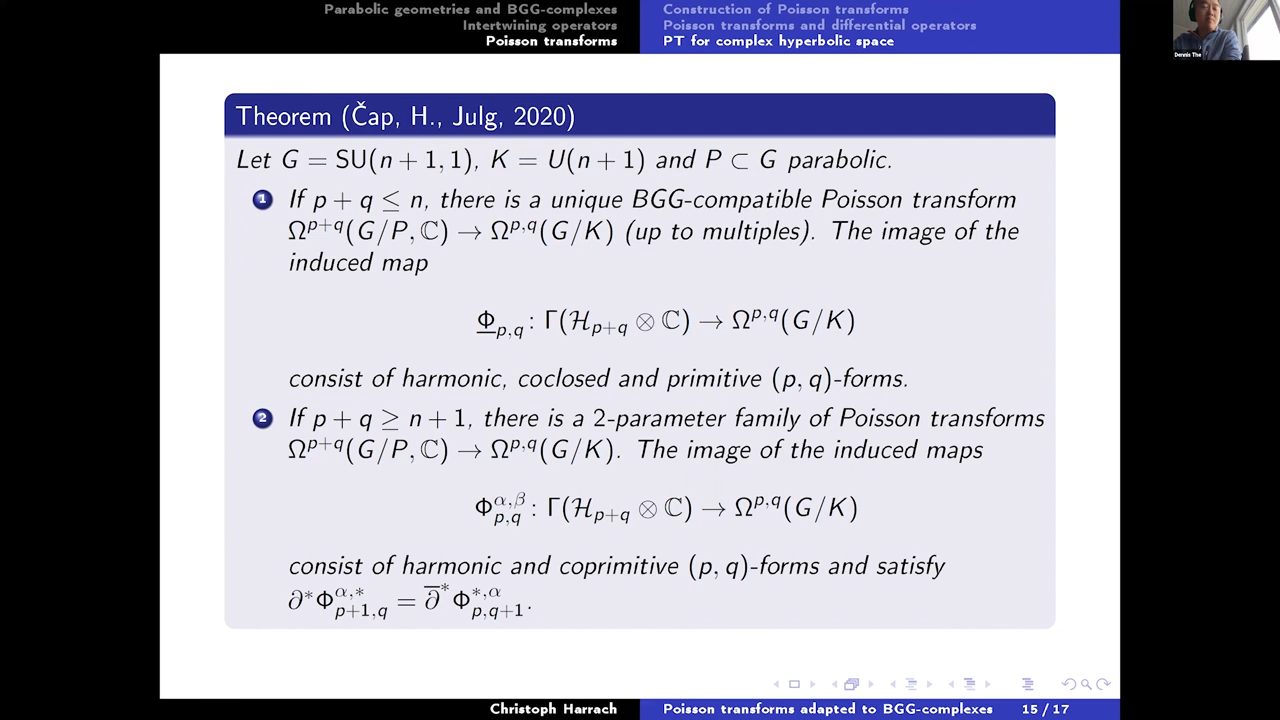 Parabolic geometries and BGG-complexes
Intertwining operators
Poisson transforms
Construction of Poisson transforms
Poisson transforms and differential operators
PT for complex hyperbolic space
Dennis The
Theorem (Čap, H., Julg, 2020)
Let G = SU(n + 1, 1), K = U(n + 1) and P ⊂ G parabolic.
1 If p + q ≤ n, there is a unique BGG-compatible Poisson transform
Ω^{p+q}(G/P, ℂ) → Ω^{p,q}(G/K) (up to multiples). The image of the
induced map
Φ̲_{p,q} : Γ(ℋ_{p+q} ⊗ ℂ) → Ω^{p,q}(G/K)
consist of harmonic, coclosed and primitive (p, q)-forms.
2 If p + q ≥ n + 1, there is a 2-parameter family of Poisson transforms
Ω^{p+q}(G/P, ℂ) → Ω^{p,q}(G/K). The image of the induced maps
Φ^{α,β}_{p,q} : Γ(ℋ_{p+q} ⊗ ℂ) → Ω^{p,q}(G/K)
consist of harmonic and coprimitive (p, q)-forms and satisfy
∂*Φ^{α,*}_{p+1,q} = ∂̄*Φ^{*,α}_{p,q+1}.
Christoph Harrach
Poisson transforms adapted to BGG-complexes
15 / 17